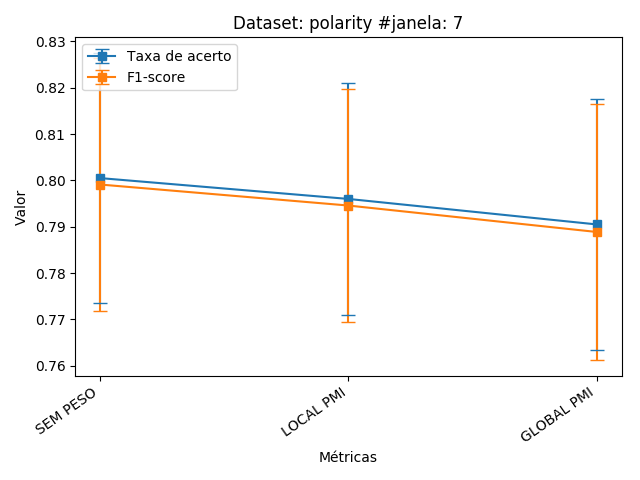 Dataset: polarity #janela: 7
Taxa de acerto
F1-score
0.83
0.82
0.81
0.80
0.79
0.78
0.77
0.76
Valor
SEM PESO
LOCAL PMI
GLOBAL PMI
Métricas